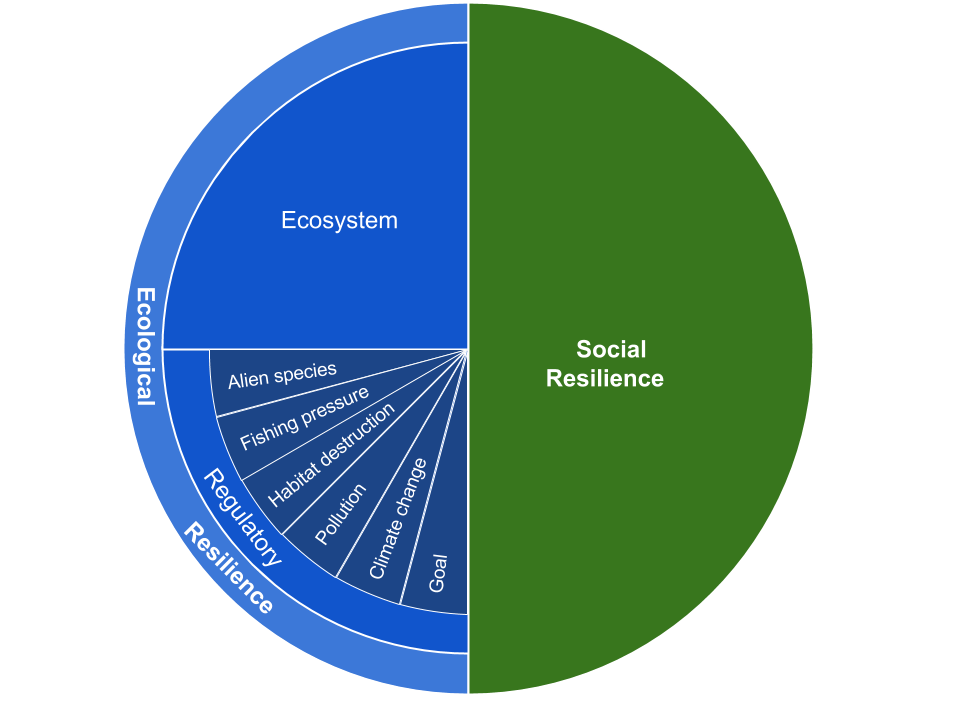 Ecosystem
Ecological
Resilience
Regulatory
Alien species
Fishing pressure
Habitat destruction
Pollution
Climate change
Goal
Social
Resilience